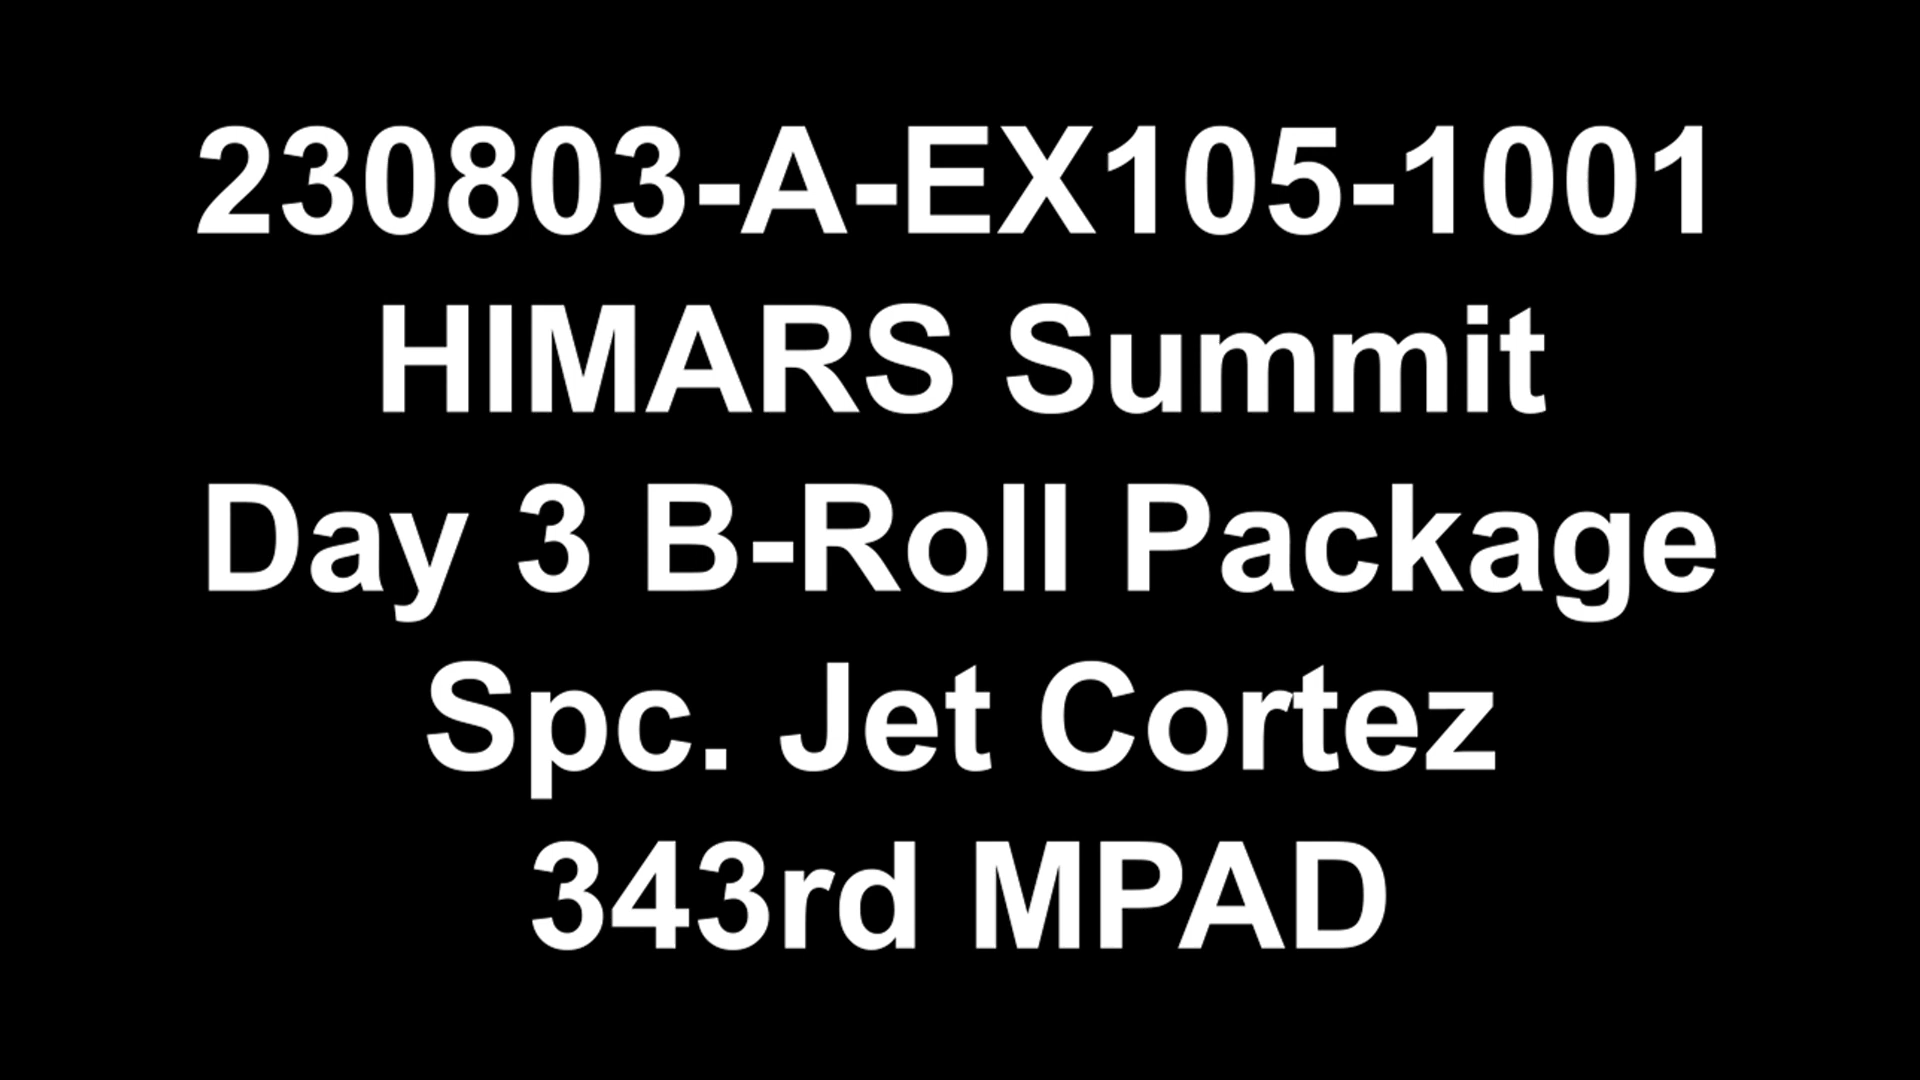 230803-A-EX105-1001
HIMARS Summit
Day 3 B-Roll Package
Spc. Jet Cortez
343rd MPAD